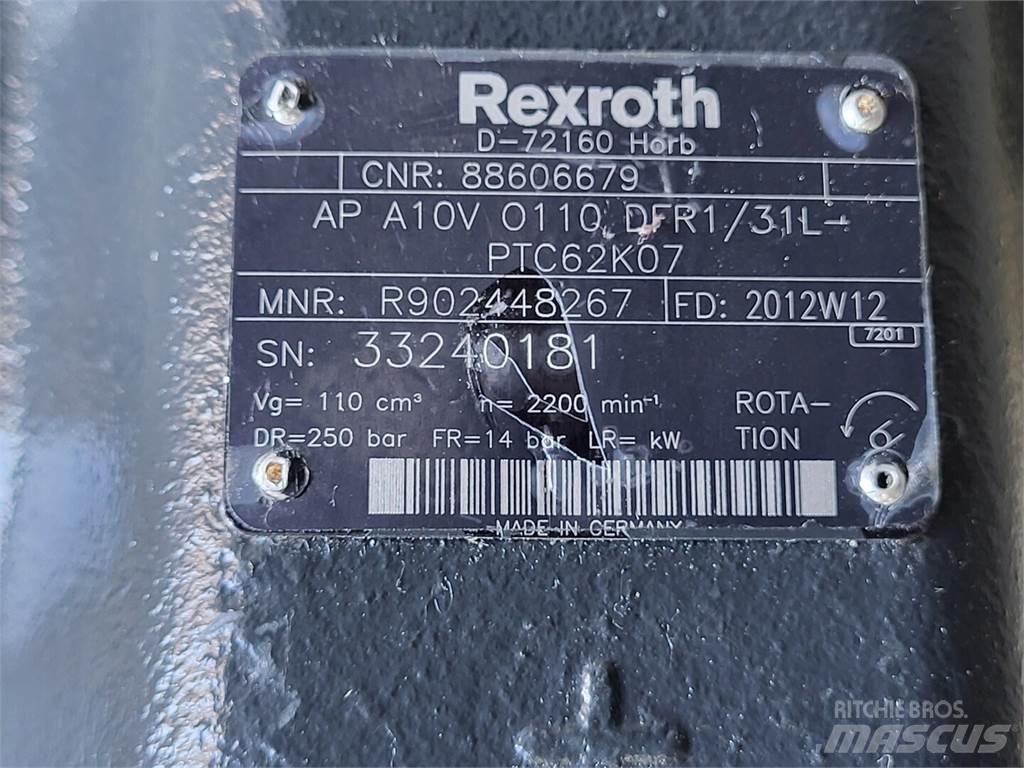 Rexroth
D-72160 Horb
CNR: 88606679
AP A10V O110 DFR1/31L-
PTC62K07
MNR: R902448267 FD: 2012W12
7201
SN: 33240181
Vg= 110 cm³ n= 2200 min⁻¹ ROTA-
DR=250 bar FR=14 bar LR= kW TION
MADE IN GERMANY
RITCHIE BROS.
MASCUS